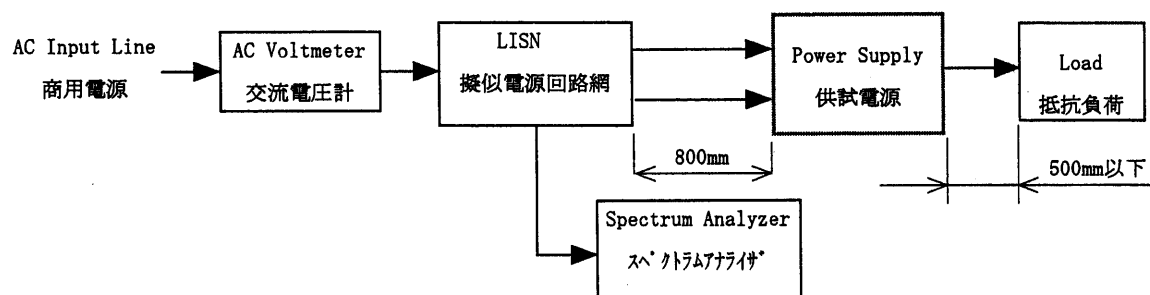 AC Input Line
商用電源
AC Voltmeter
交流電圧計
LISN
擬似電源回路網
Power Supply
供試電源
Load
抵抗負荷
800mm
500mm以下
Spectrum Analyzer
スペクトラムアナライザ